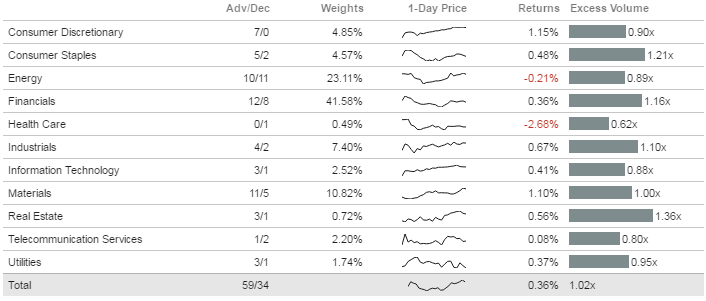 Adv/Dec Weights 1-Day Price Returns Excess Volume
Consumer Discretionary 7/0 4.85% 1.15% 0.90x
Consumer Staples 5/2 4.57% 0.48% 1.21x
Energy 10/11 23.11% -0.21% 0.89x
Financials 12/8 41.58% 0.36% 1.16x
Health Care 0/1 0.49% -2.68% 0.62x
Industrials 4/2 7.40% 0.67% 1.10x
Information Technology 3/1 2.52% 0.41% 0.88x
Materials 11/5 10.82% 1.10% 1.00x
Real Estate 3/1 0.72% 0.56% 1.36x
Telecommunication Services 1/2 2.20% 0.08% 0.80x
Utilities 3/1 1.74% 0.37% 0.95x
Total 59/34 0.36% 1.02x